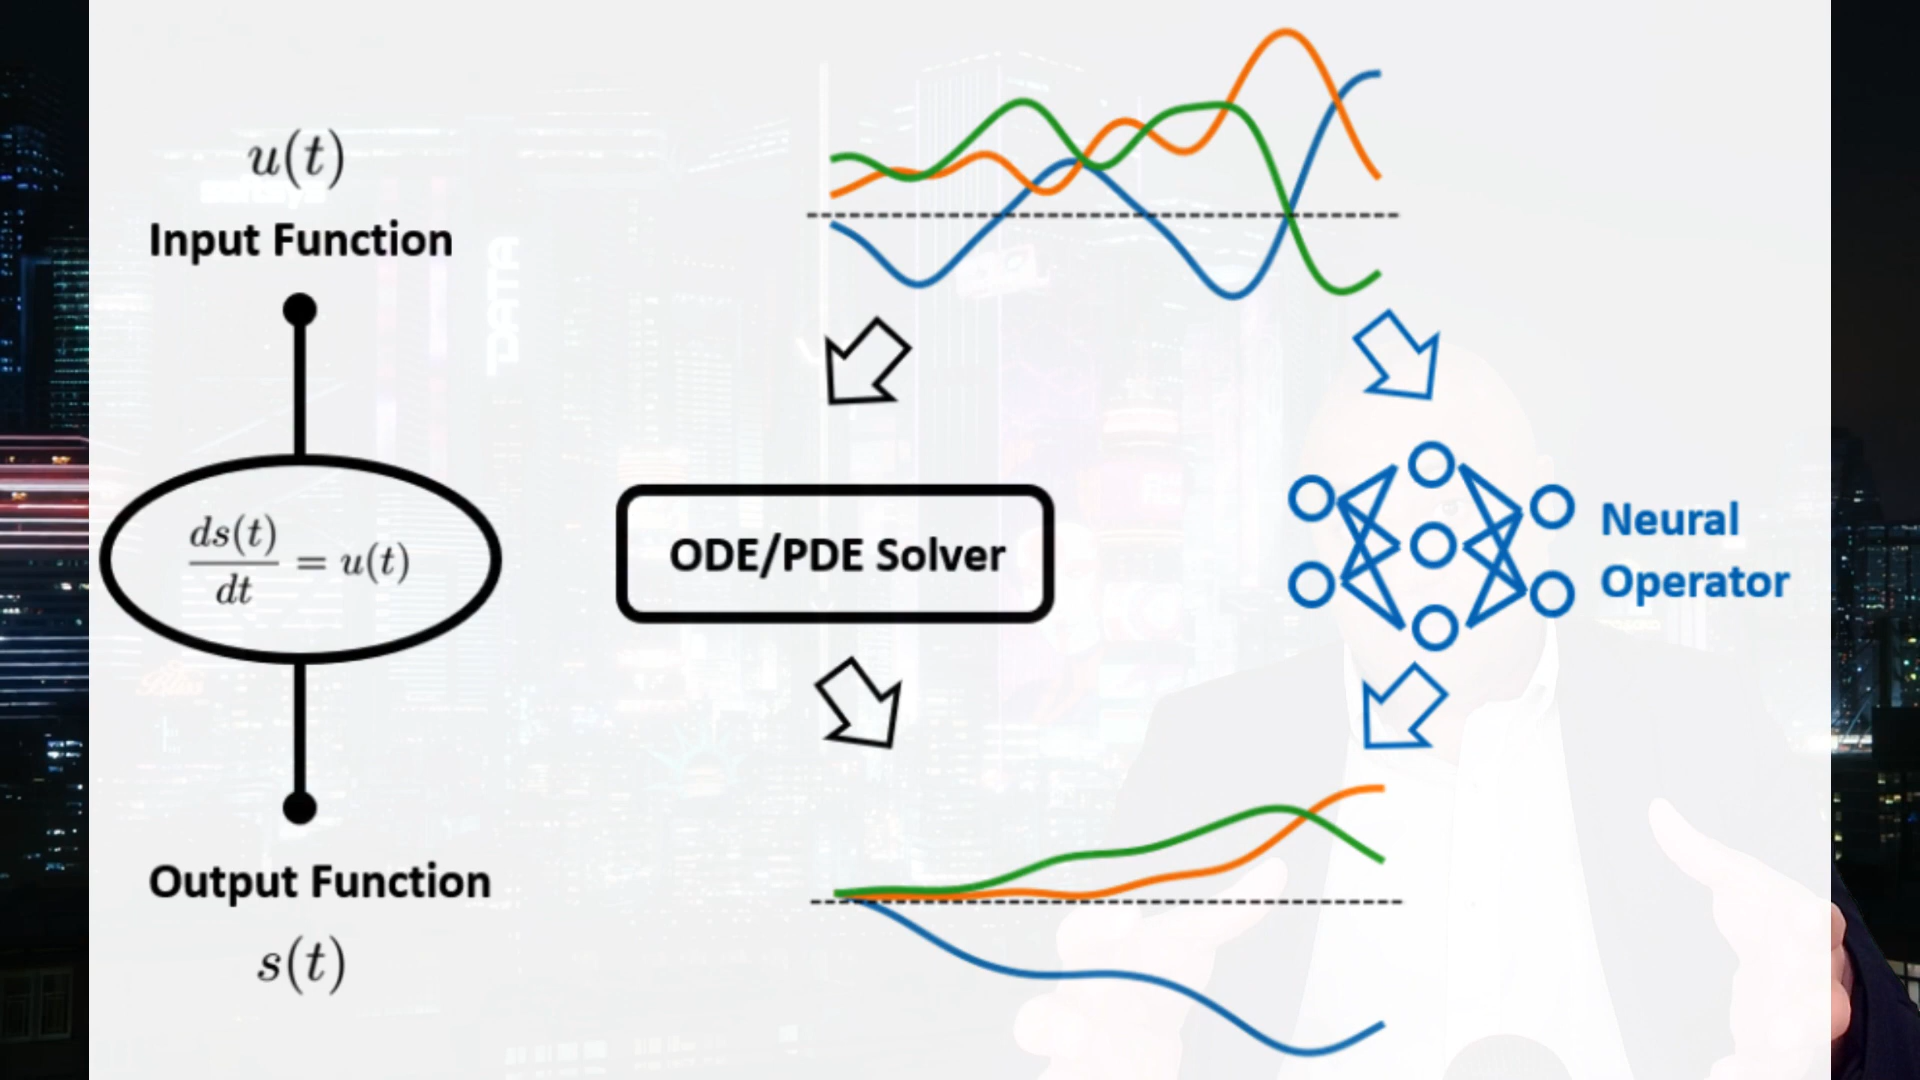 u(t)
Input Function
ds(t)/dt = u(t)
Output Function
s(t)
ODE/PDE Solver
Neural
Operator